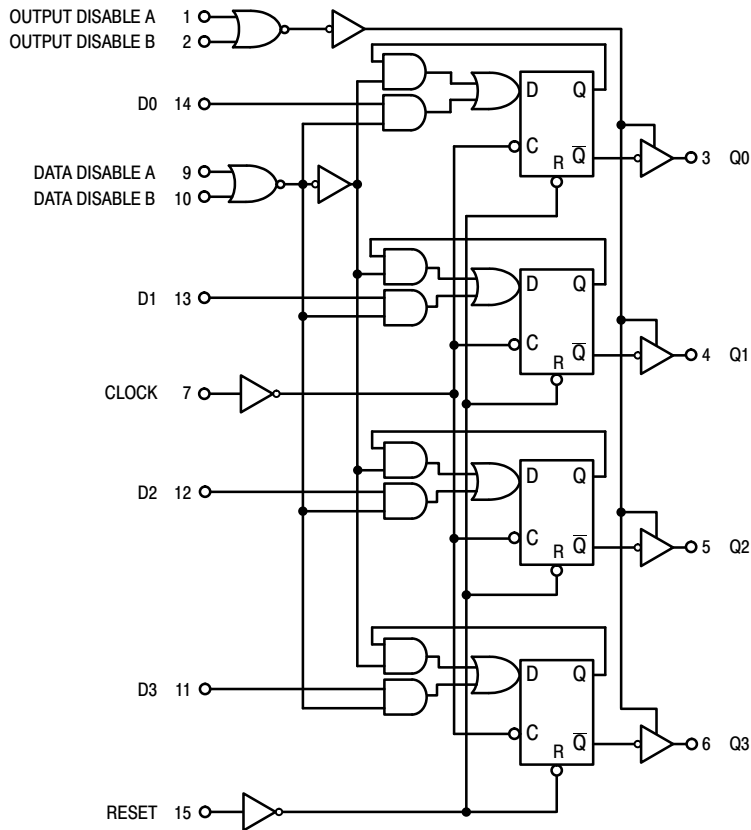 OUTPUT DISABLE A 1
OUTPUT DISABLE B 2
D0 14
D Q
C Q̅
R
3 Q0
DATA DISABLE A 9
DATA DISABLE B 10
D1 13
D Q
C Q̅
R
4 Q1
CLOCK 7
D2 12
D Q
C Q̅
R
5 Q2
D3 11
D Q
C Q̅
R
6 Q3
RESET 15